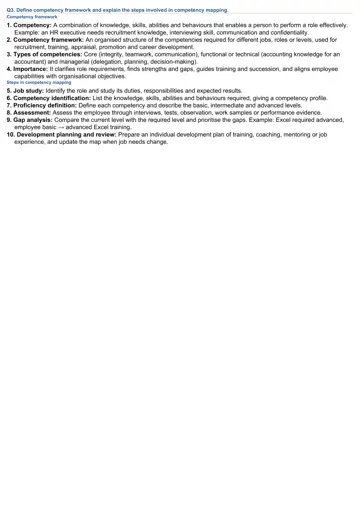 Q3. Define competency framework and explain the steps involved in competency mapping.
Competency framework
1. Competency: A combination of knowledge, skills, abilities and behaviours that enables a person to perform a role effectively.
Example: an HR executive needs recruitment knowledge, interviewing skill, communication and confidentiality.
2. Competency framework: An organised structure of the competencies required for different jobs, roles or levels, used for
recruitment, training, appraisal, promotion and career development.
3. Types of competencies: Core (integrity, teamwork, communication), functional or technical (accounting knowledge for an
accountant) and managerial (delegation, planning, decision-making).
4. Importance: It clarifies role requirements, finds strengths and gaps, guides training and succession, and aligns employee
capabilities with organisational objectives.
Steps in competency mapping
5. Job study: Identify the role and study its duties, responsibilities and expected results.
6. Competency identification: List the knowledge, skills, abilities and behaviours required, giving a competency profile.
7. Proficiency definition: Define each competency and describe the basic, intermediate and advanced levels.
8. Assessment: Assess the employee through interviews, tests, observation, work samples or performance evidence.
9. Gap analysis: Compare the current level with the required level and prioritise the gaps. Example: Excel required advanced,
employee basic → advanced Excel training.
10. Development planning and review: Prepare an individual development plan of training, coaching, mentoring or job
experience, and update the map when job needs change.